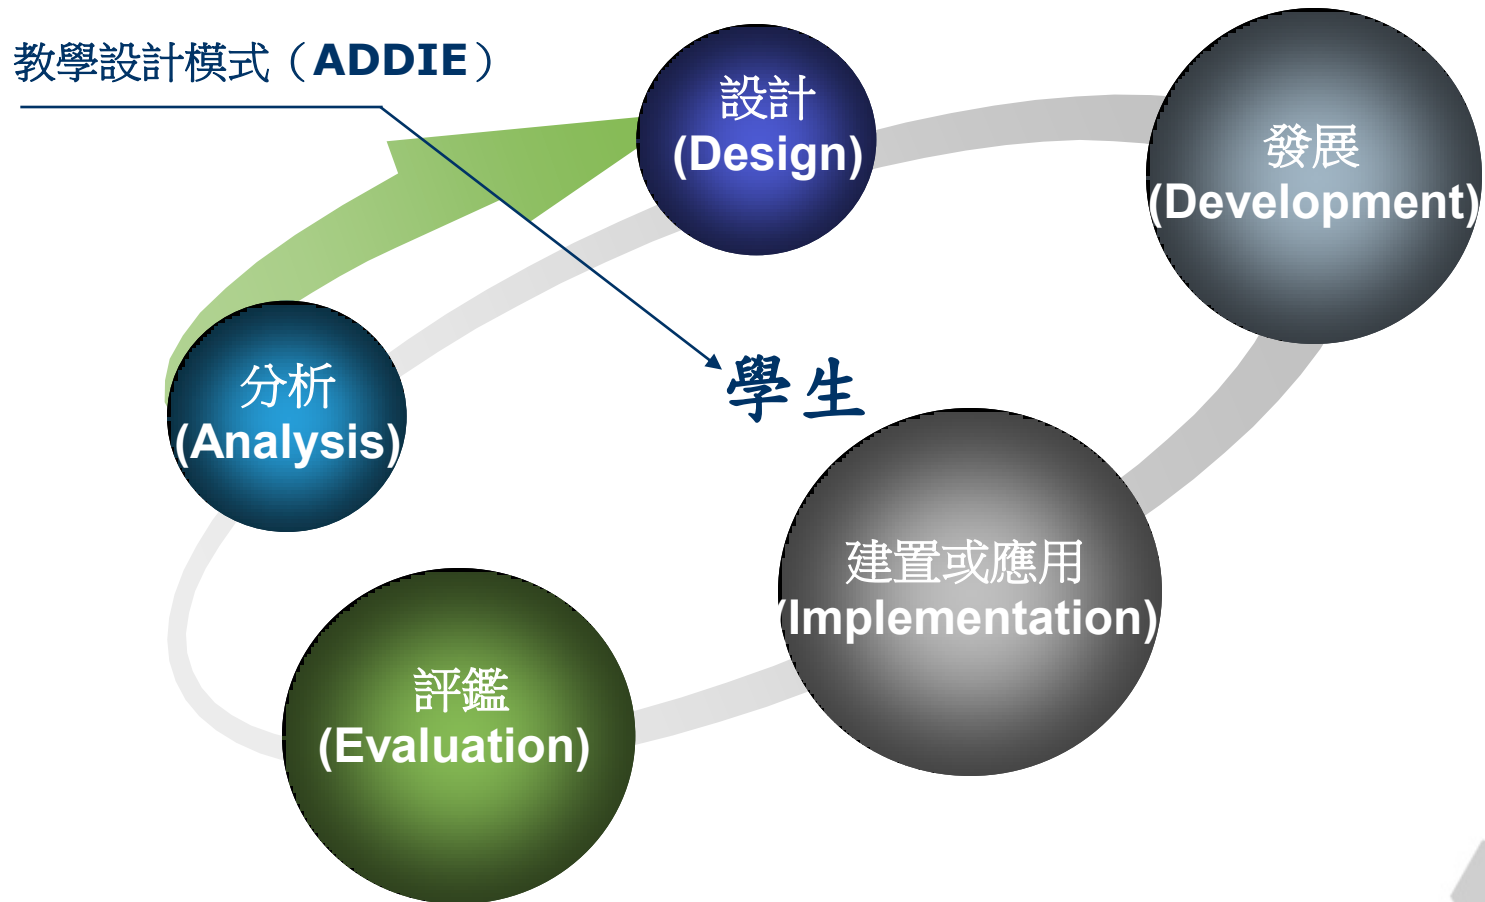 教學設計模式（ADDIE）
設計
(Design)
發展
(Development)
分析
(Analysis)
學生
建置或應用
(Implementation)
評鑑
(Evaluation)